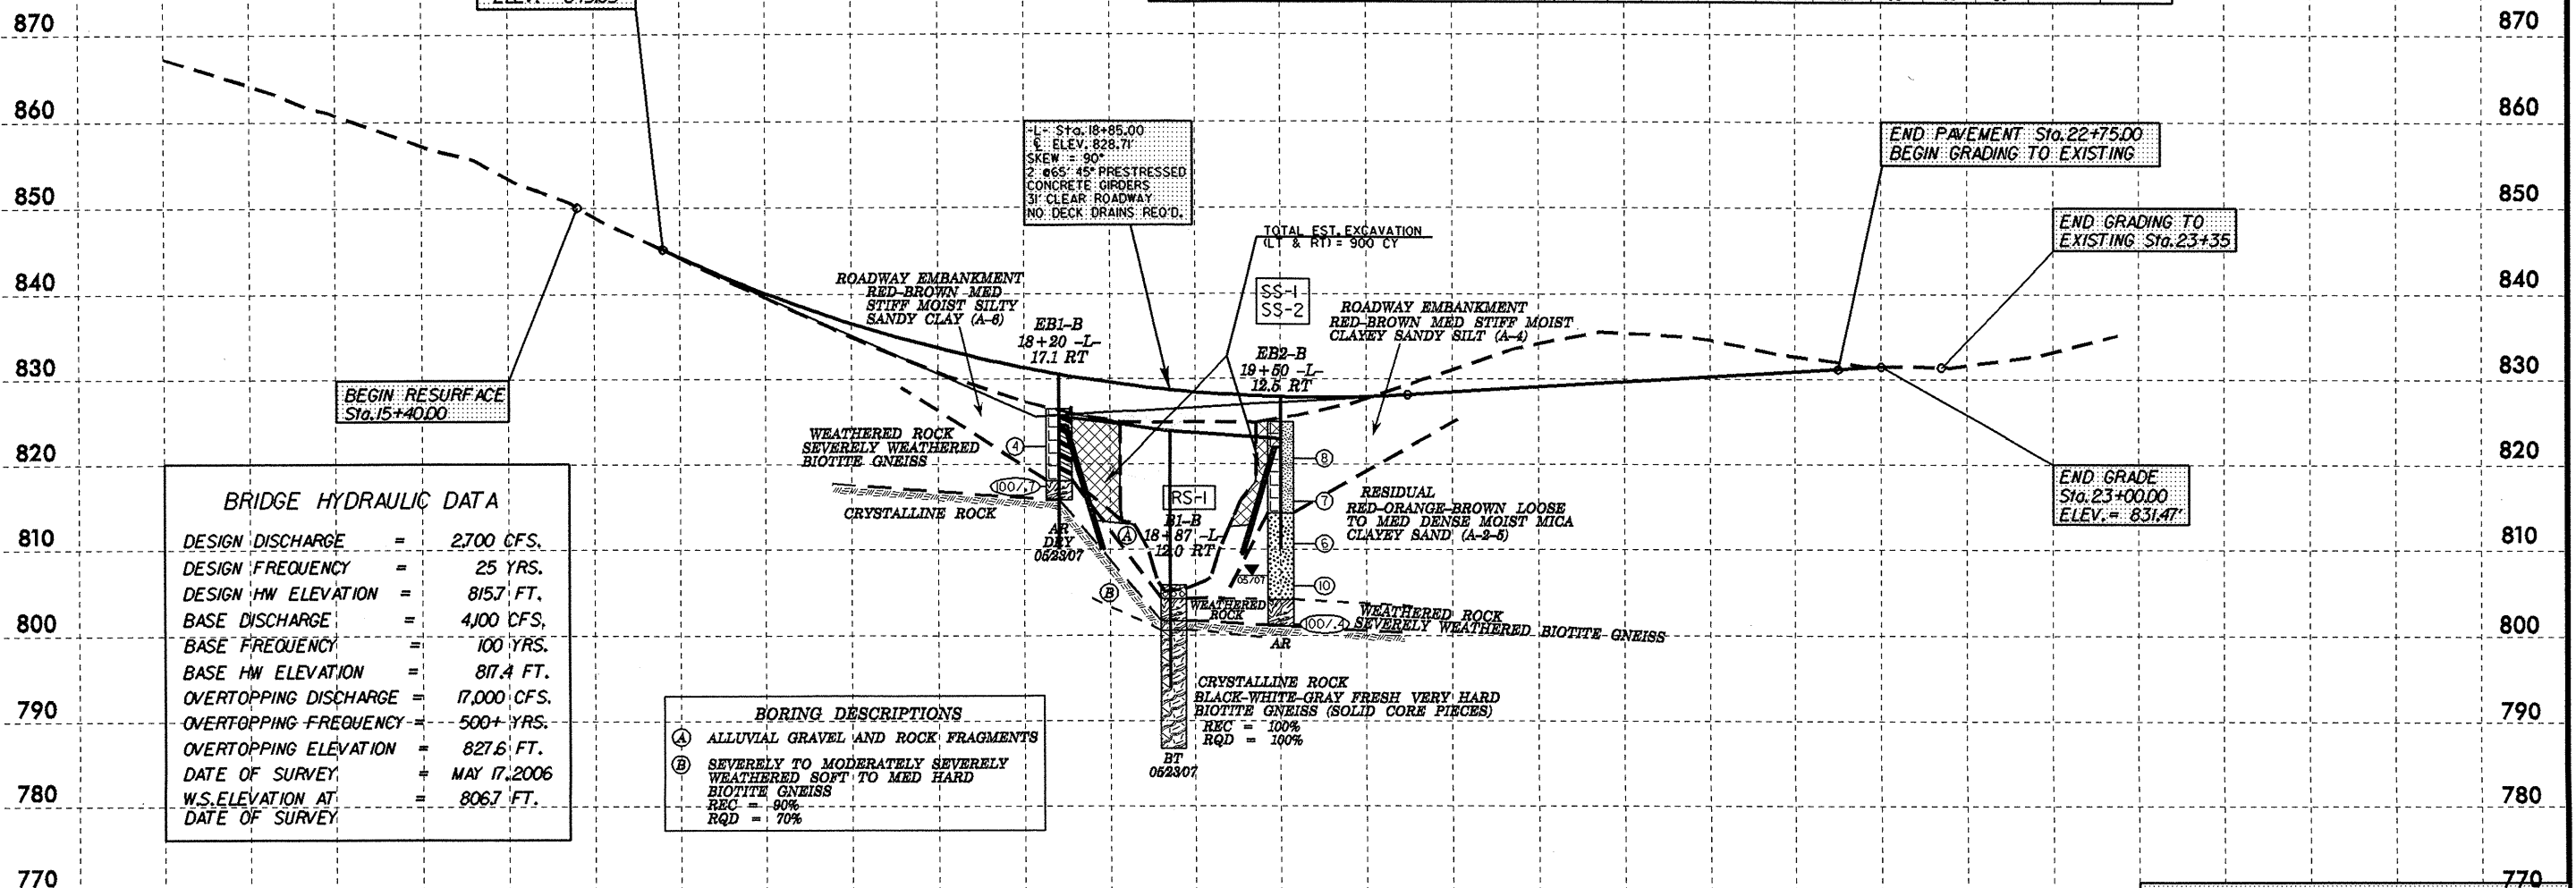 870
870
860
860
850
850
840
840
830
830
820
820
810
810
800
800
790
790
780
780
770
770
-L- Sta. 18+85.00
℄ ELEV. 828.71'
SKEW = 90°
2 @65' 45" PRESTRESSED
CONCRETE GIRDERS
31' CLEAR ROADWAY
NO DECK DRAINS REQ'D.
END PAVEMENT Sta. 22+75.00
BEGIN GRADING TO EXISTING
END GRADING TO
EXISTING Sta. 23+35
TOTAL EST. EXCAVATION
(LT & RT) = 900 CY
ROADWAY EMBANKMENT
RED-BROWN MED
STIFF MOIST SILTY
SANDY CLAY (A-6)
EB1-B
18+20 -L-
17.1 RT
SS-1
SS-2
ROADWAY EMBANKMENT
RED-BROWN MED STIFF MOIST
CLAYEY SANDY SILT (A-4)
EB2-B
19+50 -L-
12.5 RT
BEGIN RESURFACE
Sta. 15+40.00
WEATHERED ROCK
SEVERELY WEATHERED
BIOTITE GNEISS
4
100/.7
CRYSTALLINE ROCK
AR
DRY
05/23/07
RS-1
B1-B
18+87 -L-
12.0 RT
A
B
8
7
6
10
RESIDUAL
RED-ORANGE-BROWN LOOSE
TO MED DENSE MOIST MICA
CLAYEY SAND (A-2-5)
END GRADE
Sta. 23+00.00
ELEV. = 831.47'
05/07
WEATHERED
ROCK
100/.4
WEATHERED ROCK
SEVERELY WEATHERED BIOTITE GNEISS
AR
CRYSTALLINE ROCK
BLACK-WHITE-GRAY FRESH VERY HARD
BIOTITE GNEISS (SOLID CORE PIECES)
REC = 100%
RQD = 100%
BT
05/23/07
BRIDGE HYDRAULIC DATA
DESIGN DISCHARGE = 2,700 CFS.
DESIGN FREQUENCY = 25 YRS.
DESIGN HW ELEVATION = 815.7 FT.
BASE DISCHARGE = 4,100 CFS.
BASE FREQUENCY = 100 YRS.
BASE HW ELEVATION = 817.4 FT.
OVERTOPPING DISCHARGE = 17,000 CFS.
OVERTOPPING FREQUENCY = 500+ YRS.
OVERTOPPING ELEVATION = 827.6 FT.
DATE OF SURVEY = MAY 17, 2006
W.S. ELEVATION AT = 806.7 FT.
DATE OF SURVEY
BORING DESCRIPTIONS
A ALLUVIAL GRAVEL AND ROCK FRAGMENTS
B SEVERELY TO MODERATELY SEVERELY
WEATHERED SOFT TO MED HARD
BIOTITE GNEISS
REC = 90%
RQD = 70%